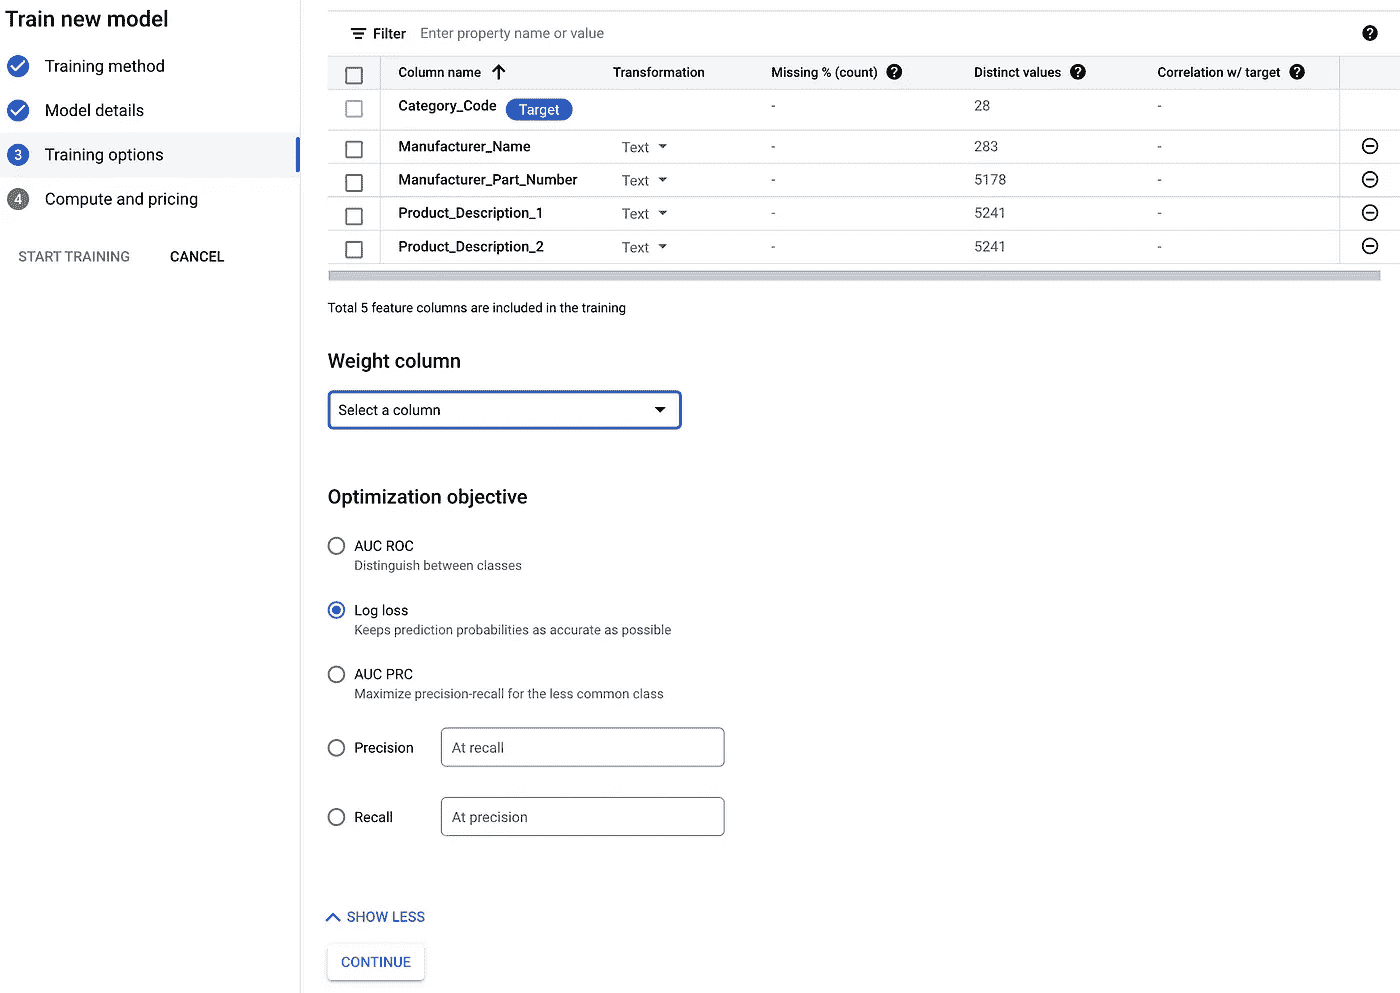 Train new model
Training method
Model details
3 Training options
4 Compute and pricing
START TRAINING CANCEL
Filter Enter property name or value ?
Column name Transformation Missing % (count) ? Distinct values ? Correlation w/ target ?
Category_Code Target - 28 -
Manufacturer_Name Text - 283 -
Manufacturer_Part_Number Text - 5178 -
Product_Description_1 Text - 5241 -
Product_Description_2 Text - 5241 -
Total 5 feature columns are included in the training
Weight column
Select a column
Optimization objective
AUC ROC
Distinguish between classes
Log loss
Keeps prediction probabilities as accurate as possible
AUC PRC
Maximize precision-recall for the less common class
Precision At recall
Recall At precision
SHOW LESS
CONTINUE